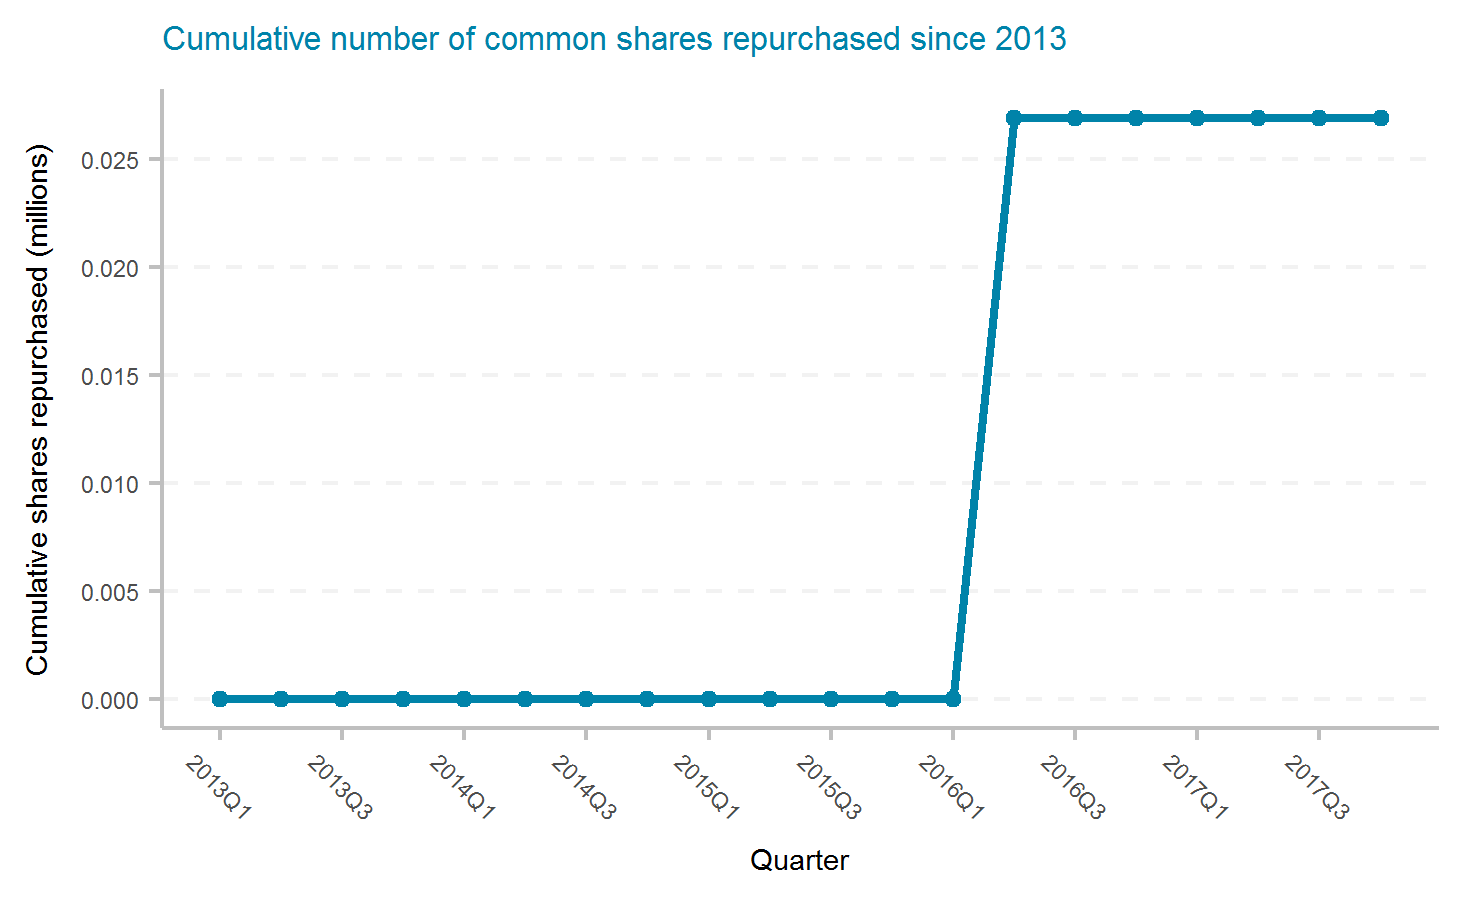 Cumulative number of common shares repurchased since 2013
Cumulative shares repurchased (millions)
0.025
0.020
0.015
0.010
0.005
0.000
2013Q1
2013Q3
2014Q1
2014Q3
2015Q1
2015Q3
2016Q1
2016Q3
2017Q1
2017Q3
Quarter